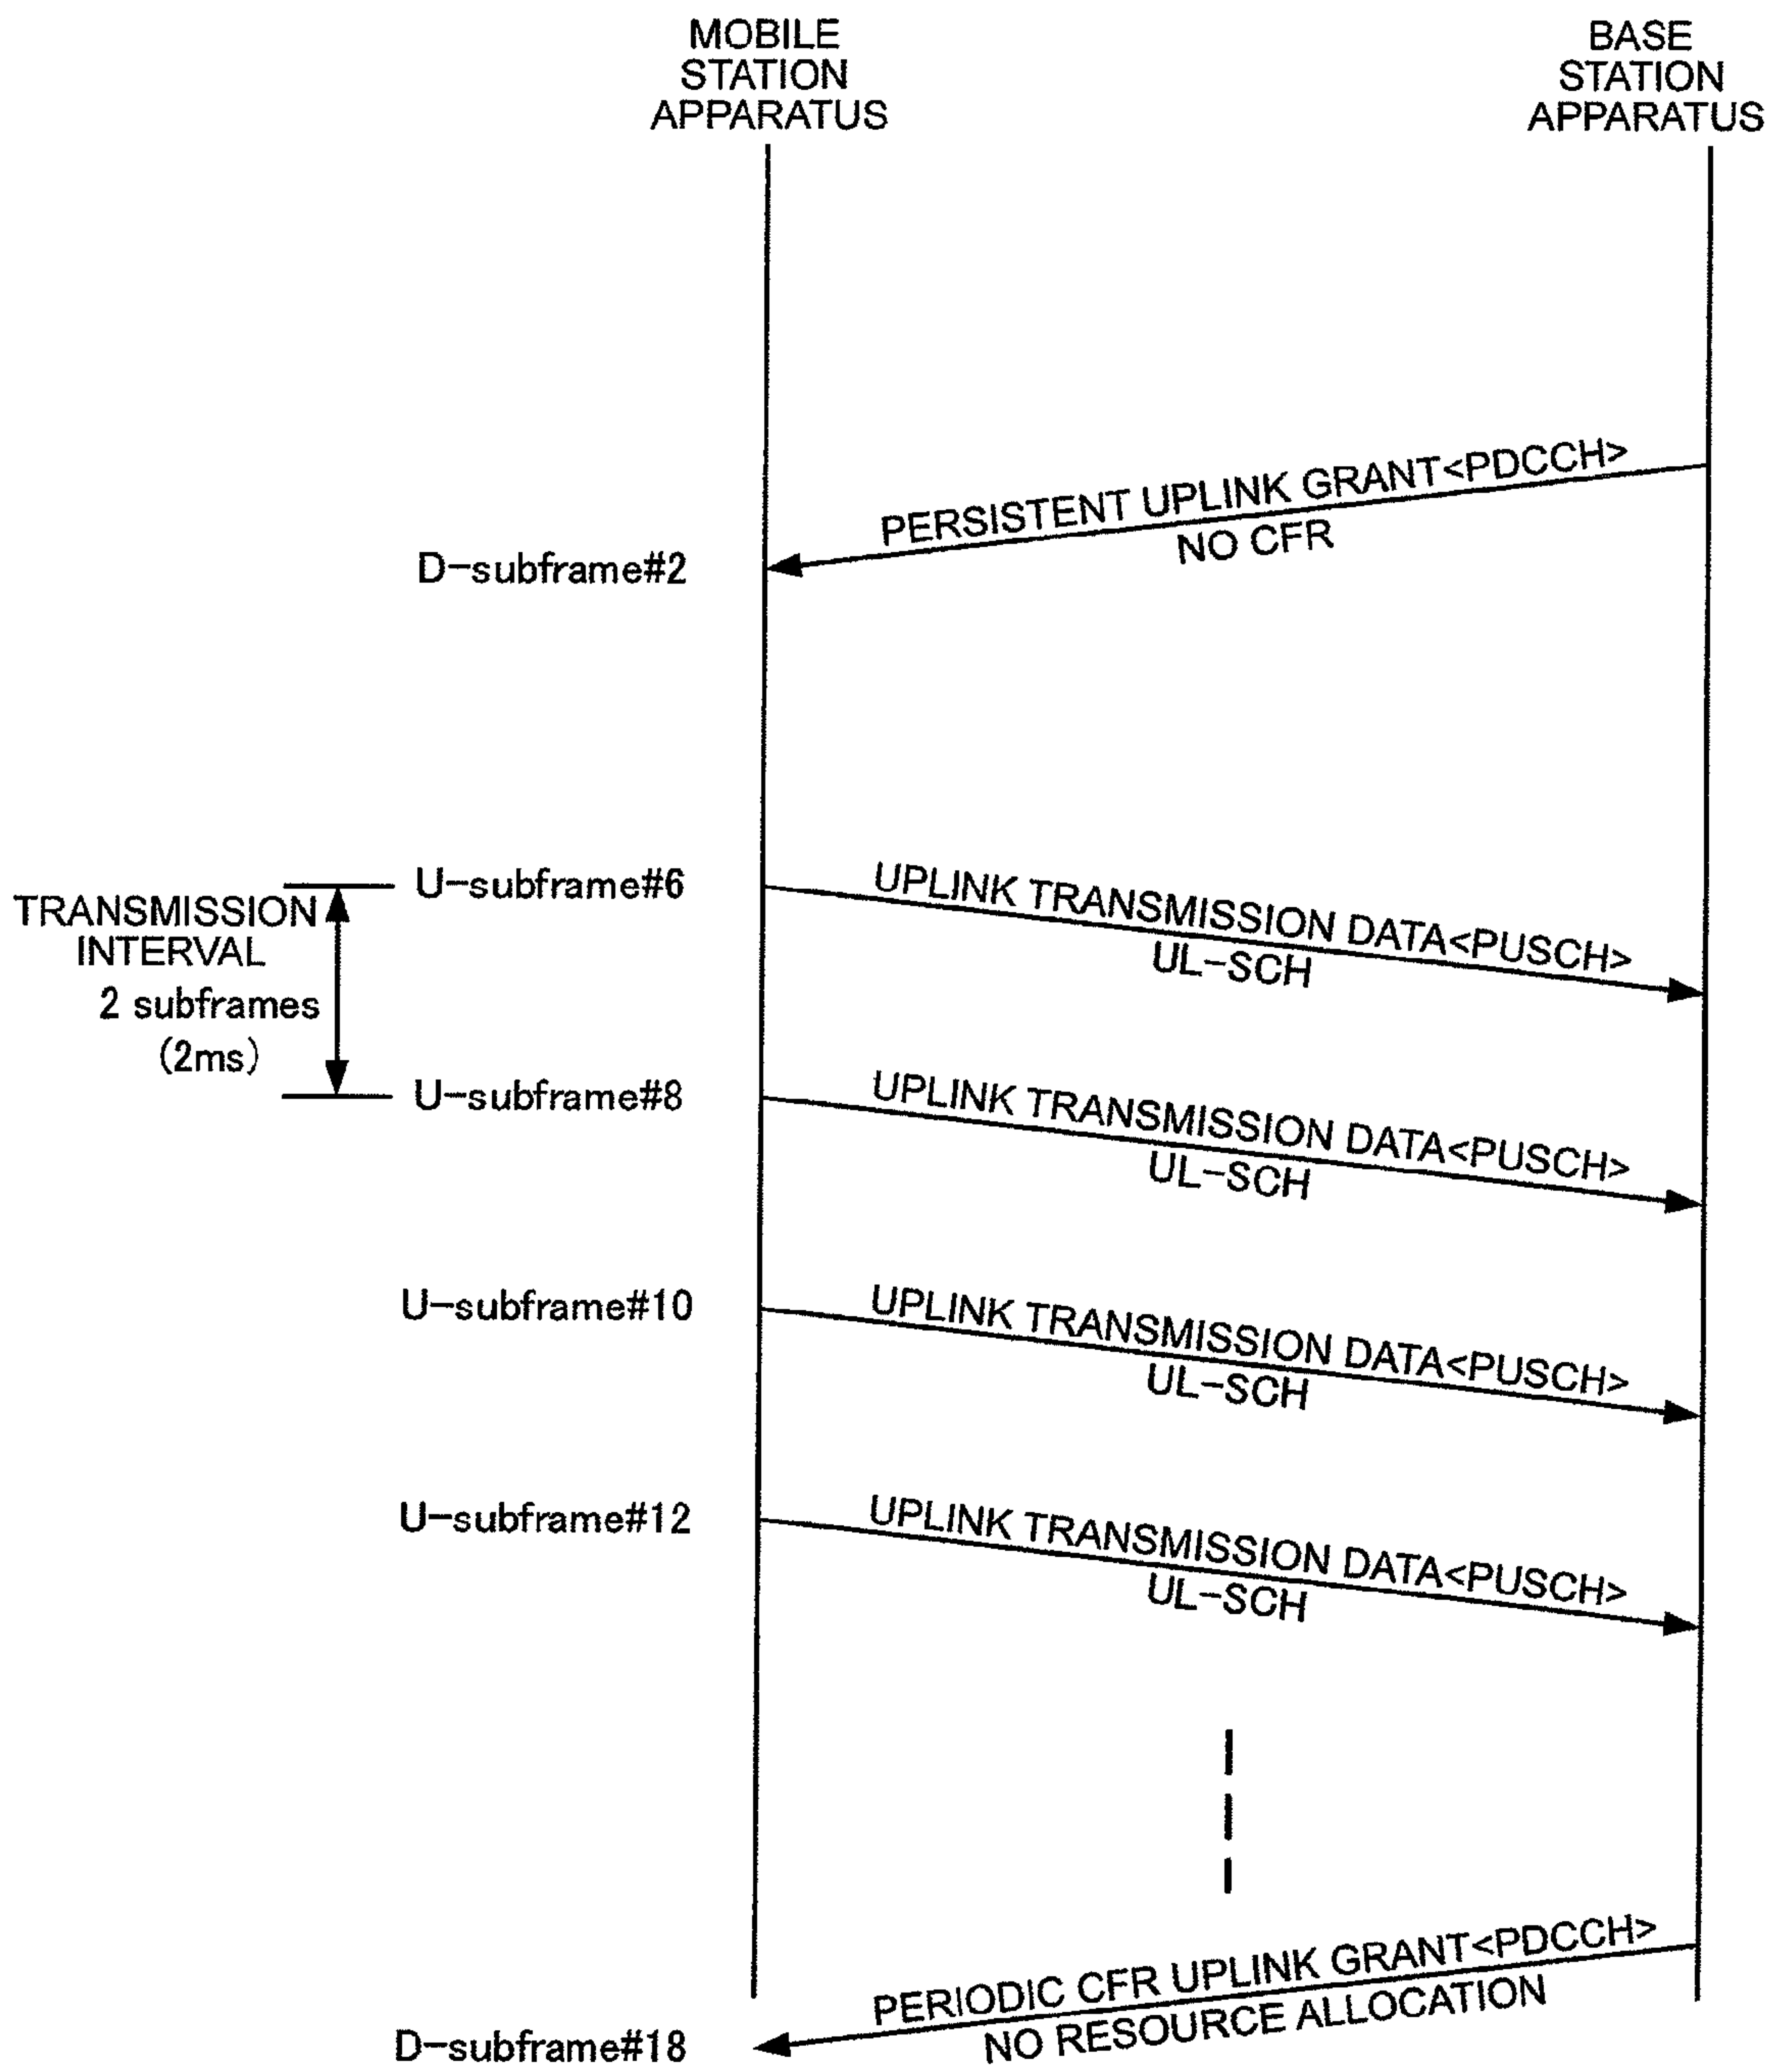 MOBILE
STATION
APPARATUS
BASE
STATION
APPARATUS
PERSISTENT UPLINK GRANT<PDCCH>
NO CFR
D-subframe#2
U-subframe#6
UPLINK TRANSMISSION DATA<PUSCH>
UL-SCH
TRANSMISSION
INTERVAL
2 subframes
(2ms)
U-subframe#8
UPLINK TRANSMISSION DATA<PUSCH>
UL-SCH
U-subframe#10
UPLINK TRANSMISSION DATA<PUSCH>
UL-SCH
U-subframe#12
UPLINK TRANSMISSION DATA<PUSCH>
UL-SCH
PERIODIC CFR UPLINK GRANT<PDCCH>
NO RESOURCE ALLOCATION
D-subframe#18